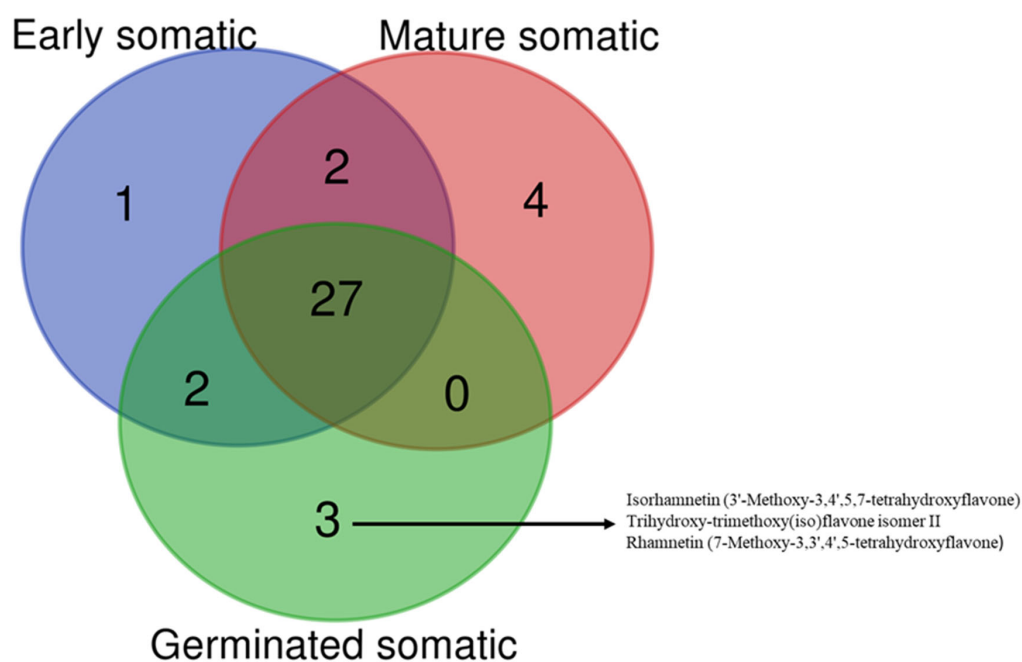 Early somatic
Mature somatic
1
2
4
27
2
0
3
Isorhamnetin (3'-Methoxy-3,4',5,7-tetrahydroxyflavone)
Trihydroxy-trimethoxy(iso)flavone isomer II
Rhamnetin (7-Methoxy-3,3',4',5-tetrahydroxyflavone)
Germinated somatic